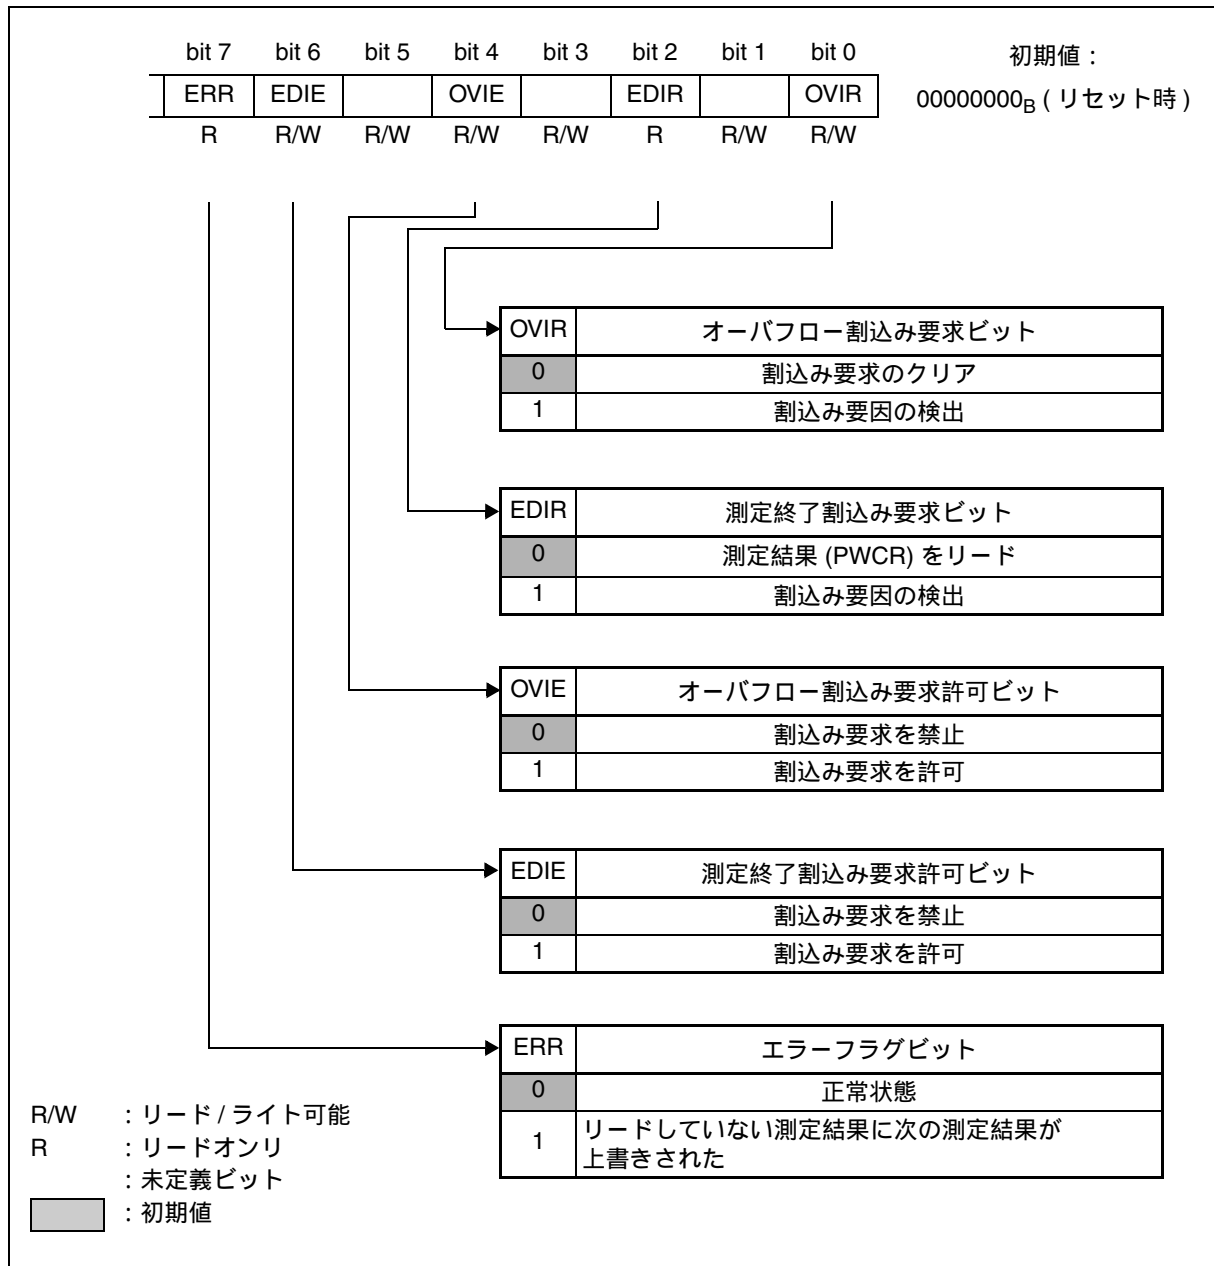 bit 7 bit 6 bit 5 bit 4 bit 3 bit 2 bit 1 bit 0 初期値：
ERR EDIE OVIE EDIR OVIR 00000000B ( リセット時 )
R R/W R/W R/W R/W R R/W R/W
OVIR オーバフロー割込み要求ビット
0 割込み要求のクリア
1 割込み要因の検出
EDIR 測定終了割込み要求ビット
0 測定結果 (PWCR) をリード
1 割込み要因の検出
OVIE オーバフロー割込み要求許可ビット
0 割込み要求を禁止
1 割込み要求を許可
EDIE 測定終了割込み要求許可ビット
0 割込み要求を禁止
1 割込み要求を許可
ERR エラーフラグビット
0 正常状態
1 リードしていない測定結果に次の測定結果が
上書きされた
R/W ：リード / ライト可能
R ：リードオンリ
：未定義ビット
：初期値